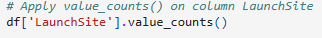 # Apply value_counts() on column LaunchSite
df['LaunchSite'].value_counts()